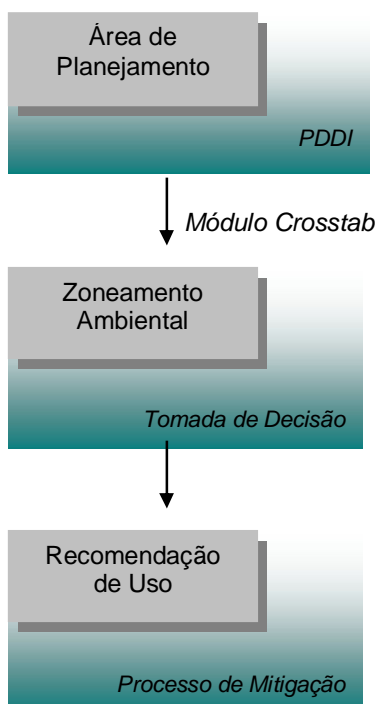 Área de
Planejamento
PDDI
Módulo Crosstab
Zoneamento
Ambiental
Tomada de Decisão
Recomendação
de Uso
Processo de Mitigação